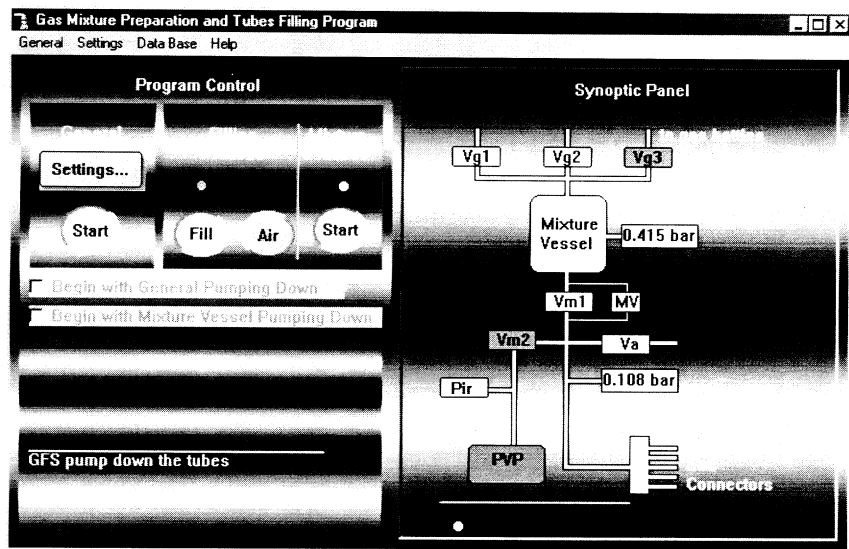 Gas Mixture Preparation and Tubes Filling Program
General Settings Data Base Help
Program Control
Settings...
Start
Fill
Air
Start
Begin with General Pumping Down
Begin with Mixture Vessel Pumping Down
GFS pump down the tubes
Synoptic Panel
Vg1
Vg2
Vg3
Mixture
Vessel
0.415 bar
Vm1
MV
Vm2
Va
0.108 bar
Pir
PVP
Connectors